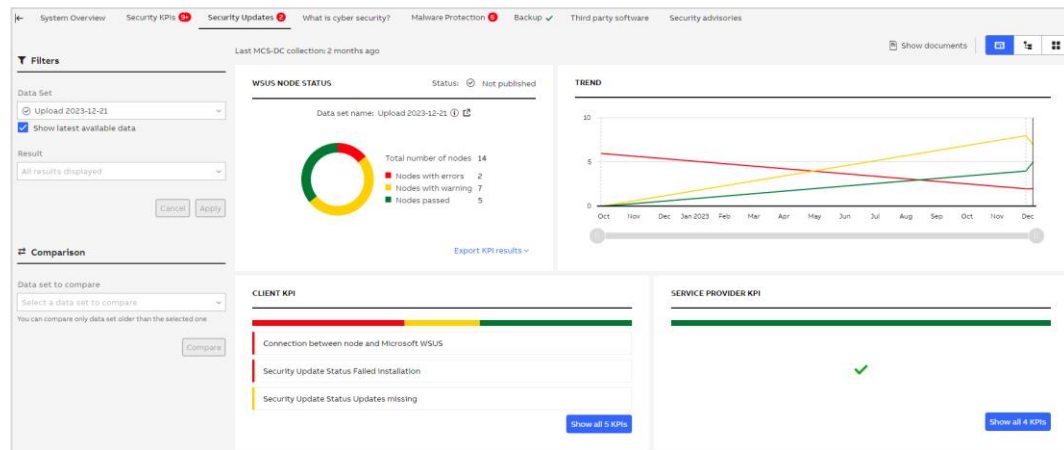 System Overview Security KPIs 9+ Security Updates 2 What is cyber security? Malware Protection 6 Backup Third party software Security advisories
Last MCS-DC collection: 2 months ago
Show documents
Filters
Data Set
Upload 2023-12-21
Show latest available data
Result
All results displayed
Cancel Apply
Comparison
Data set to compare
Select a data set to compare
You can compare only data set older than the selected one
Compare
WSUS NODE STATUS Status: Not published
Data set name: Upload 2023-12-21
Total number of nodes 14
Nodes with errors 2
Nodes with warning 7
Nodes passed 5
Export KPI results
TREND
10
5
0
Oct Nov Dec Jan 2023 Feb Mar Apr May Jun Jul Aug Sep Oct Nov Dec
CLIENT KPI
Connection between node and Microsoft WSUS
Security Update Status Failed Installation
Security Update Status Updates missing
Show all 5 KPIs
SERVICE PROVIDER KPI
Show all 4 KPIs